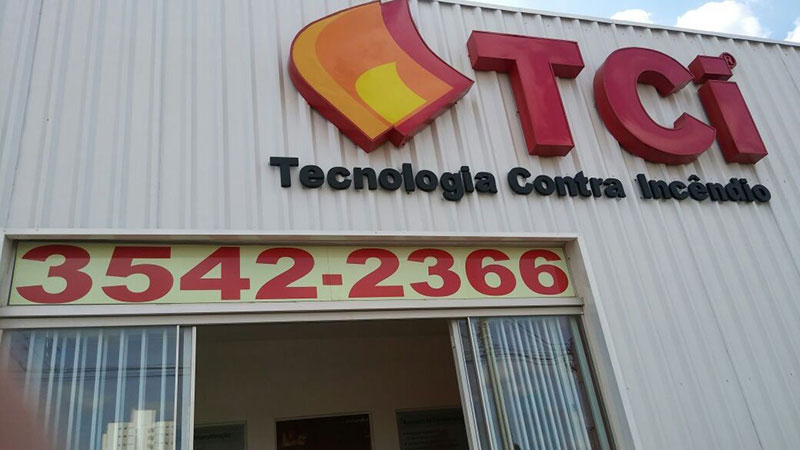 TCi®
Tecnologia Contra Incêndio
3542-2366